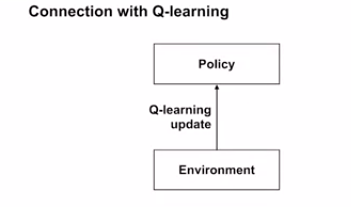 Connection with Q-learning
Policy
Q-learning
update
Environment